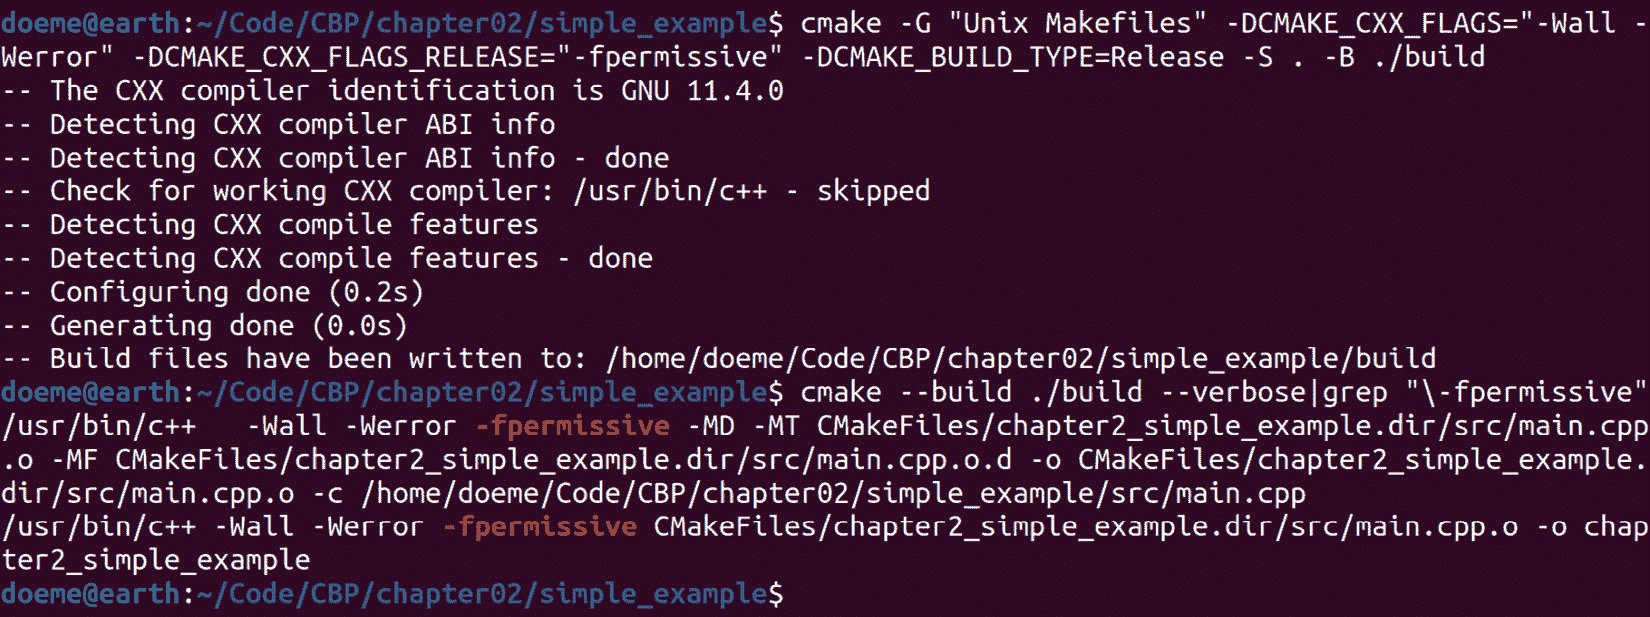 doeme@earth:~/Code/CBP/chapter02/simple_example$ cmake -G "Unix Makefiles" -DCMAKE_CXX_FLAGS="-Wall -
Werror" -DCMAKE_CXX_FLAGS_RELEASE="-fpermissive" -DCMAKE_BUILD_TYPE=Release -S . -B ./build
-- The CXX compiler identification is GNU 11.4.0
-- Detecting CXX compiler ABI info
-- Detecting CXX compiler ABI info - done
-- Check for working CXX compiler: /usr/bin/c++ - skipped
-- Detecting CXX compile features
-- Detecting CXX compile features - done
-- Configuring done (0.2s)
-- Generating done (0.0s)
-- Build files have been written to: /home/doeme/Code/CBP/chapter02/simple_example/build
doeme@earth:~/Code/CBP/chapter02/simple_example$ cmake --build ./build --verbose|grep "\-fpermissive"
/usr/bin/c++   -Wall -Werror -fpermissive -MD -MT CMakeFiles/chapter2_simple_example.dir/src/main.cpp
.o -MF CMakeFiles/chapter2_simple_example.dir/src/main.cpp.o.d -o CMakeFiles/chapter2_simple_example.
dir/src/main.cpp.o -c /home/doeme/Code/CBP/chapter02/simple_example/src/main.cpp
/usr/bin/c++ -Wall -Werror -fpermissive CMakeFiles/chapter2_simple_example.dir/src/main.cpp.o -o chap
ter2_simple_example
doeme@earth:~/Code/CBP/chapter02/simple_example$